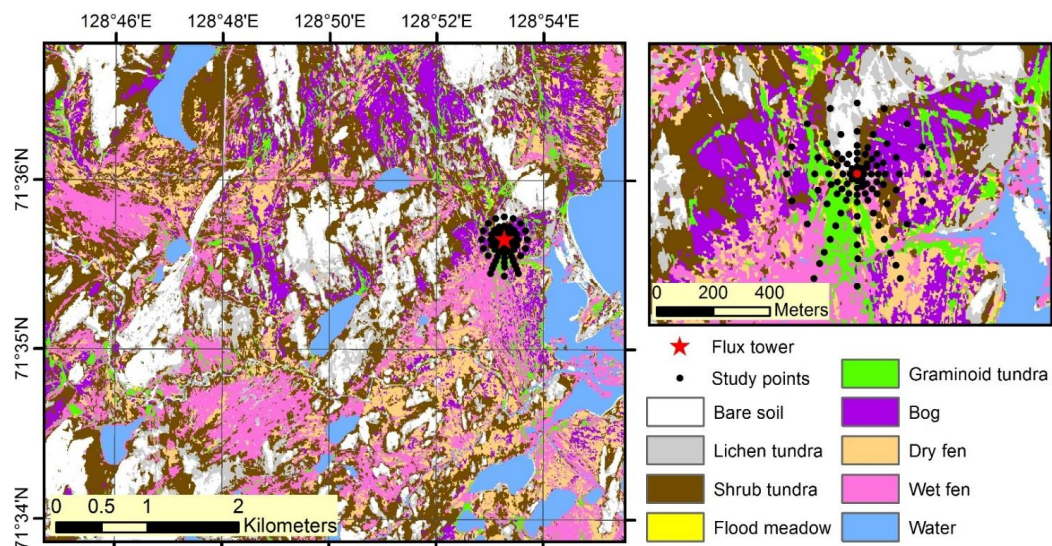 128°46'E 128°48'E 128°50'E 128°52'E 128°54'E
71°36'N
71°35'N
71°34'N
0 0.5 1 2
Kilometers
0 200 400
Meters
Flux tower
Study points
Bare soil
Lichen tundra
Shrub tundra
Flood meadow
Graminoid tundra
Bog
Dry fen
Wet fen
Water